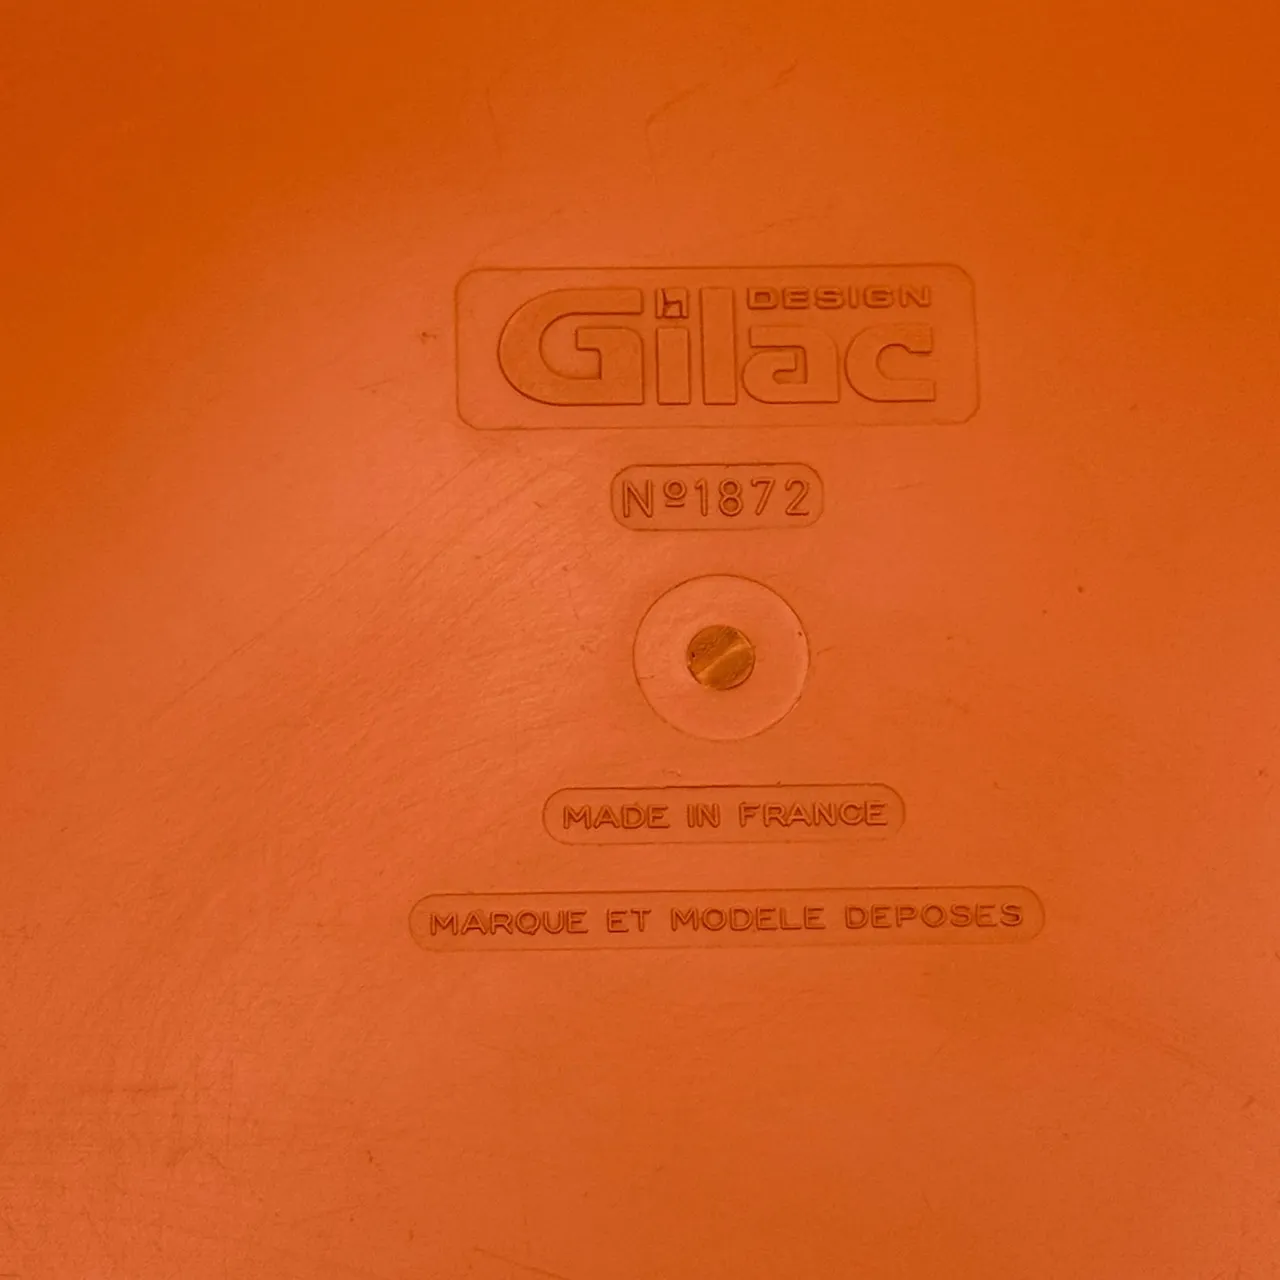 DESIGN
Gilac
Nº1872
MADE IN FRANCE
MARQUE ET MODELE DEPOSES